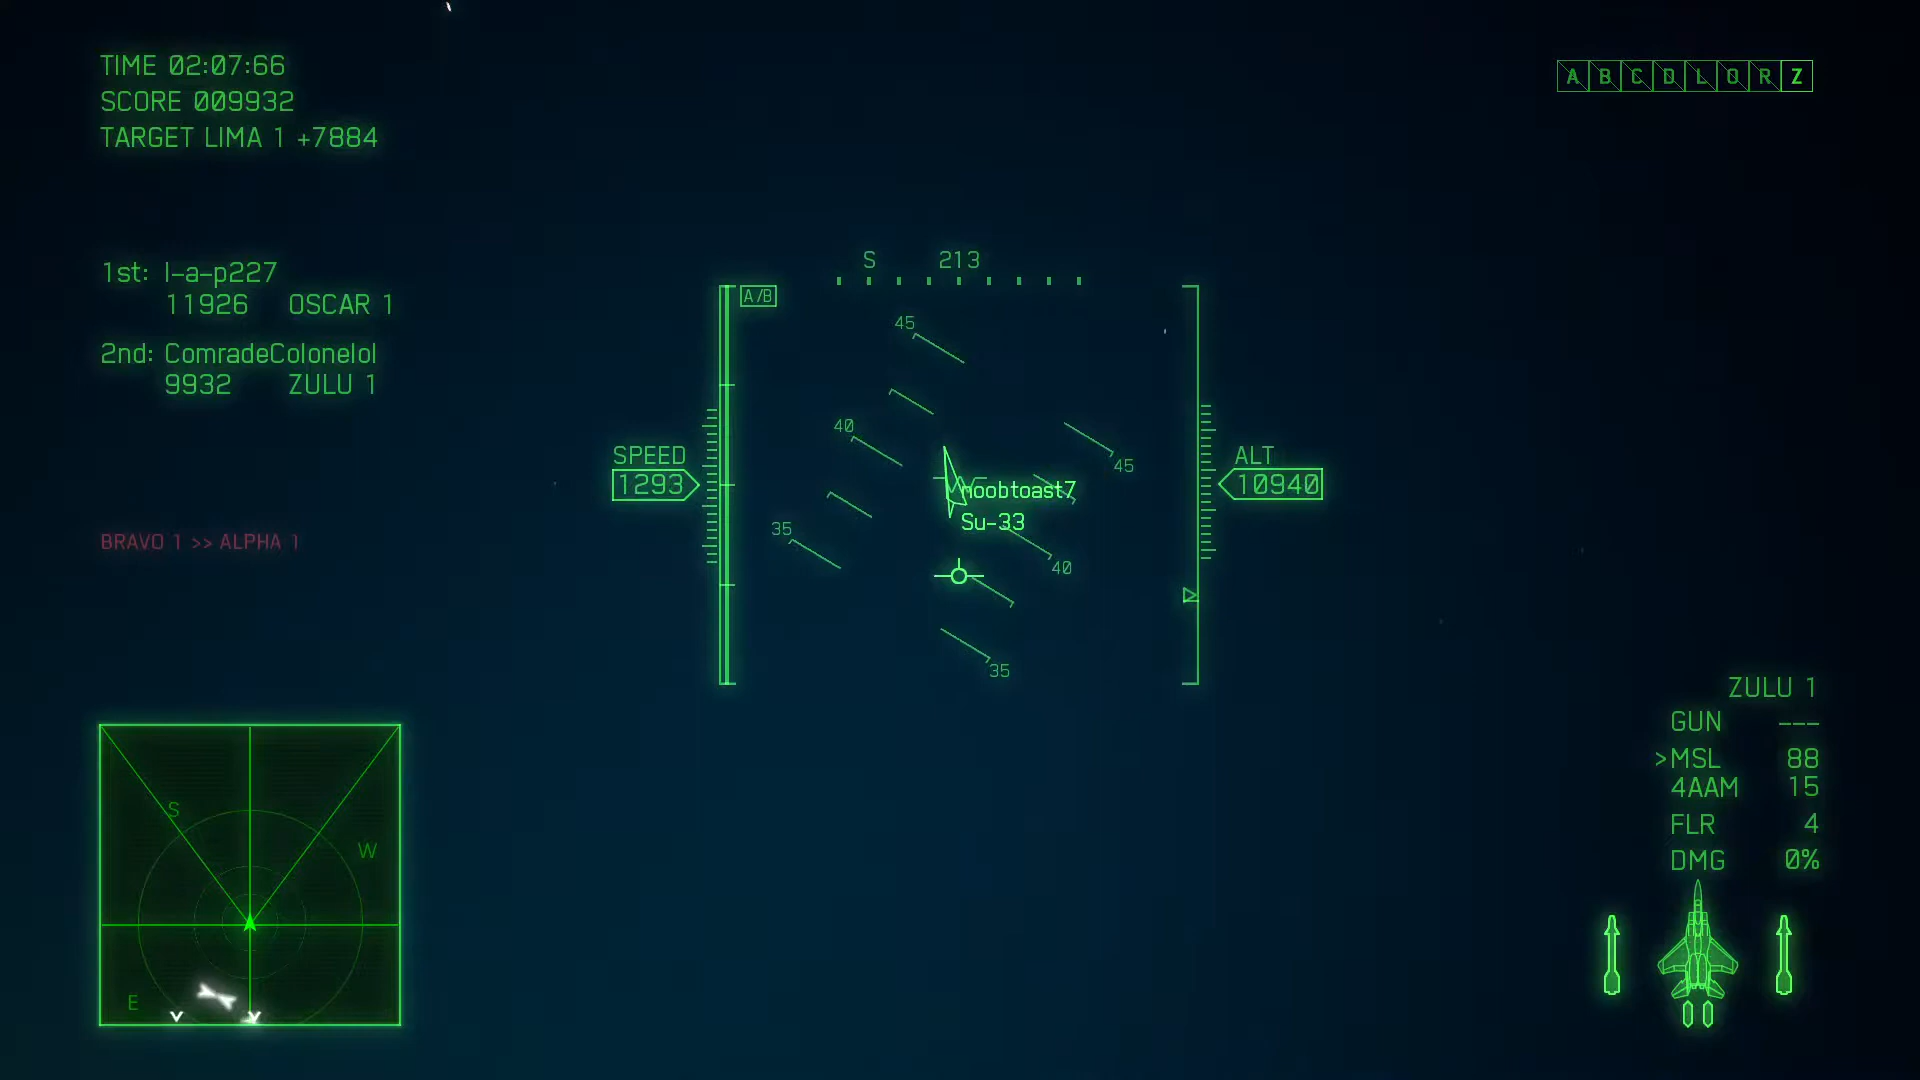 TIME 02:07:66
SCORE 009932
TARGET LIMA 1 +7884
A B C D L O R Z
1st: l-a-p227
11926 OSCAR 1
2nd: ComradeColonelol
9932 ZULU 1
S 213
A/B
45
40
45
SPEED
1293
ALT
10940
noobtoast7
Su-33
35
40
BRAVO 1 >> ALPHA 1
35
ZULU 1
GUN ---
>MSL 88
4AAM 15
FLR 4
DMG 0%
S
W
E